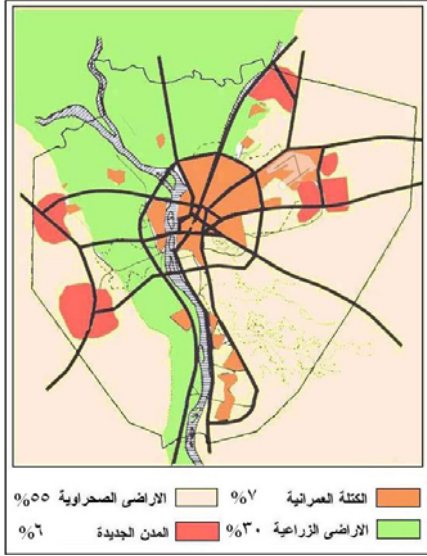 الكتلة العمرانية ٧% الاراضى الصحراوية ٥٥%
الاراضى الزراعية ٣٠% المدن الجديدة ٦%